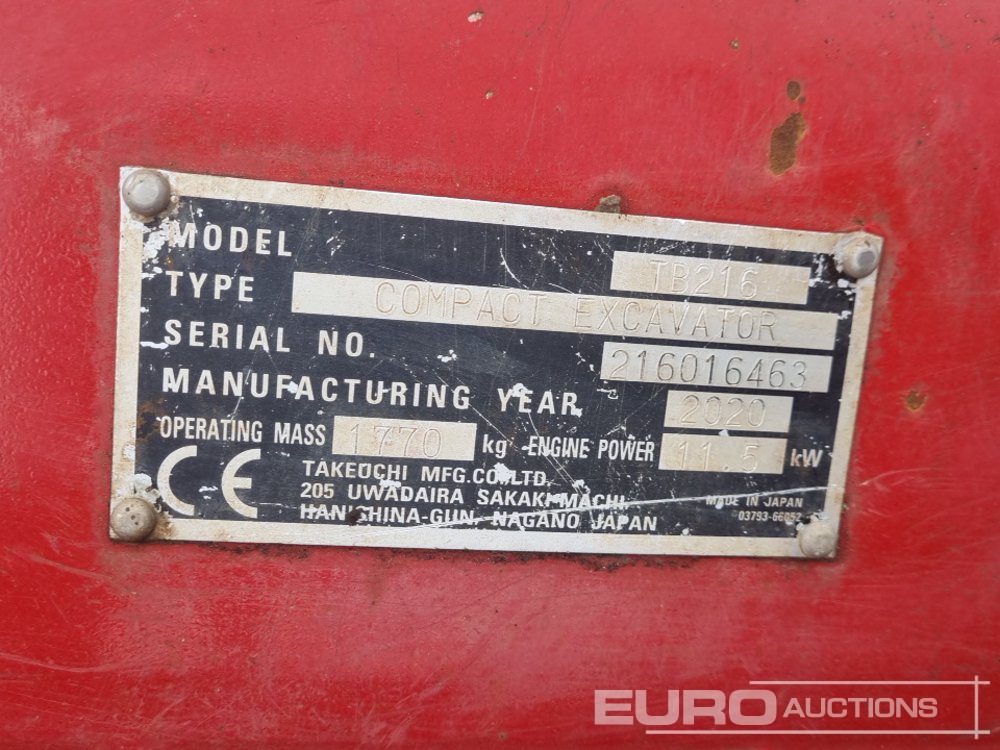 MODEL TB216
TYPE COMPACT EXCAVATOR
SERIAL NO. 216016463
MANUFACTURING YEAR 2020
OPERATING MASS 1770 kg ENGINE POWER 11.5 kW
CE
TAKEUCHI MFG.CO.,LTD.
205 UWADAIRA SAKAKI-MACHI,
HANISHINA-GUN, NAGANO JAPAN
MADE IN JAPAN
03793-66052
EURO AUCTIONS